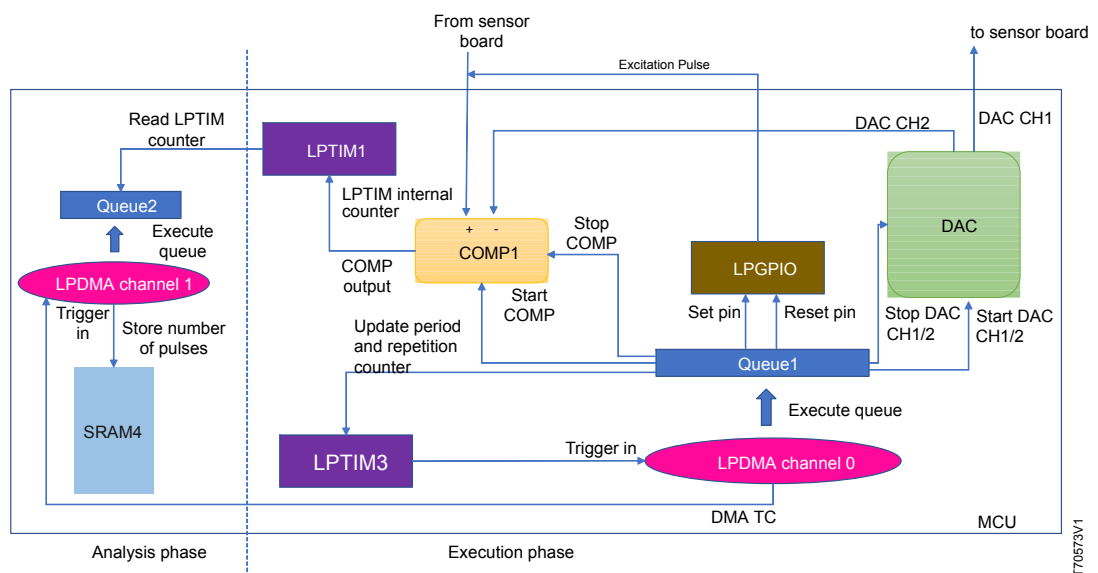 From sensor
board
to sensor board
Excitation Pulse
Read LPTIM
counter
LPTIM1
DAC CH2
DAC CH1
LPTIM internal
counter
Queue2
Execute
queue
+ -
COMP1
Stop
COMP
DAC
LPGPIO
COMP
output
Start
COMP
LPDMA channel 1
Trigger
in
Store number
of pulses
Set pin
Reset pin
Stop DAC
CH1/2
Start DAC
CH1/2
Update period
and repetition
counter
Queue1
Execute queue
SRAM4
LPTIM3
Trigger in
LPDMA channel 0
DMA TC
MCU
Analysis phase
Execution phase
T70573V1